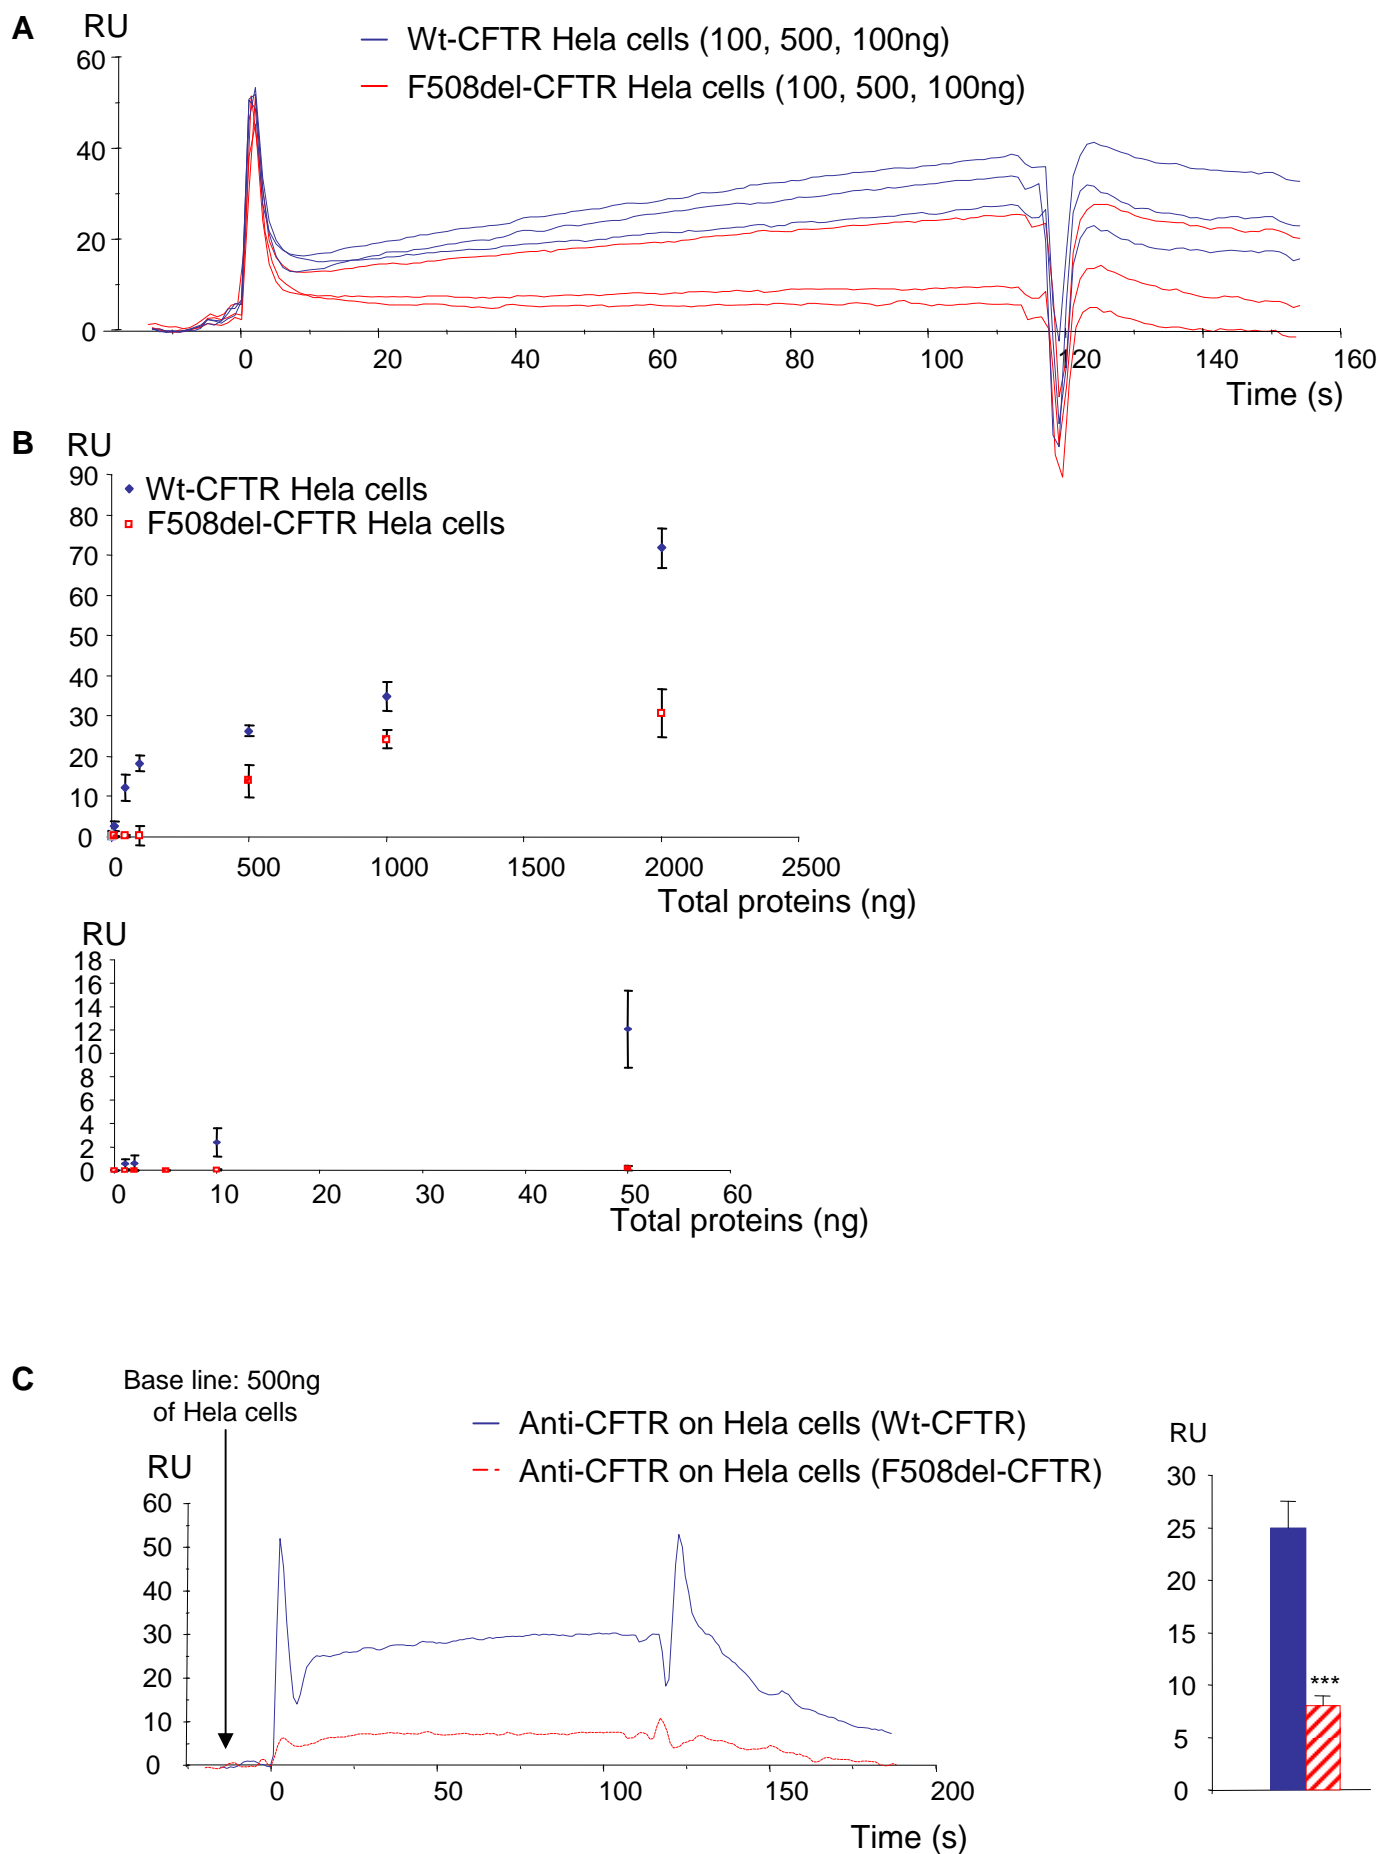 A
RU
Wt-CFTR Hela cells (100, 500, 100ng)
F508del-CFTR Hela cells (100, 500, 100ng)
60
40
20
0
0 20 40 60 80 100 120 140 160
Time (s)
B
RU
Wt-CFTR Hela cells
F508del-CFTR Hela cells
90
80
70
60
50
40
30
20
10
0
0 500 1000 1500 2000 2500
Total proteins (ng)
RU
18
16
14
12
10
8
6
4
2
0
0 10 20 30 40 50 60
Total proteins (ng)
C
Base line: 500ng
of Hela cells
Anti-CFTR on Hela cells (Wt-CFTR)
Anti-CFTR on Hela cells (F508del-CFTR)
RU
60
50
40
30
20
10
0
0 50 100 150 200
Time (s)
RU
30
25
20
15
10
5
0
***